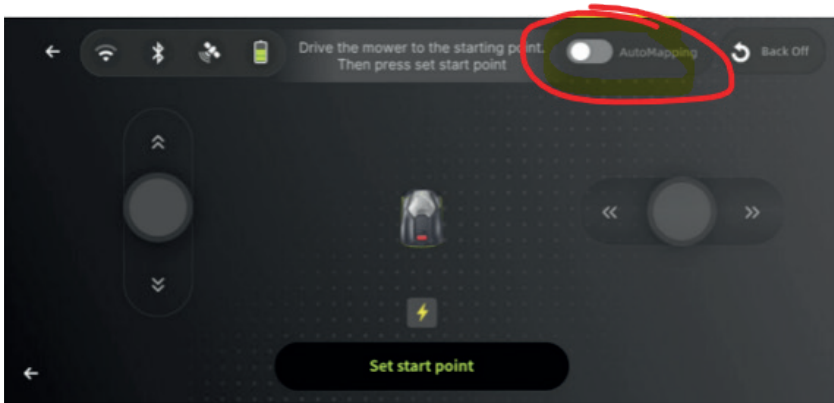 Drive the mower to the starting point.
Then press set start point
AutoMapping
Back Off
Set start point